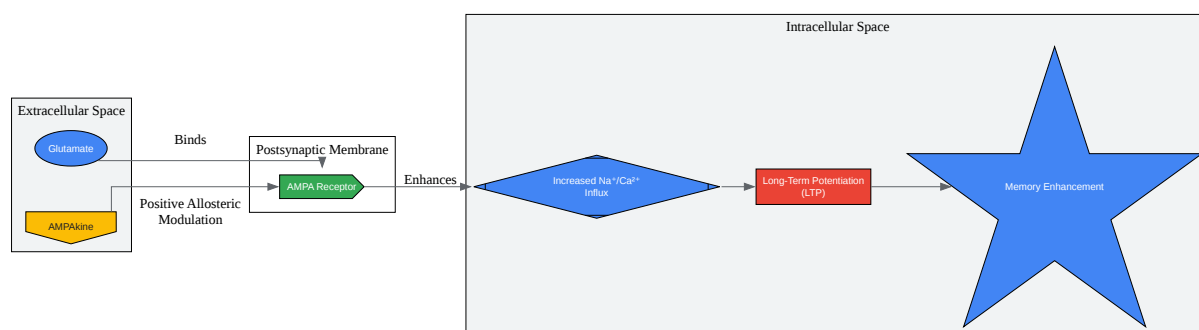 Intracellular Space
Extracellular Space
Glutamate
Binds
Postsynaptic Membrane
AMPA Receptor
Enhances
Positive Allosteric
Modulation
AMPAkine
Increased Na⁺/Ca²⁺
Influx
Long-Term Potentiation
(LTP)
Memory Enhancement